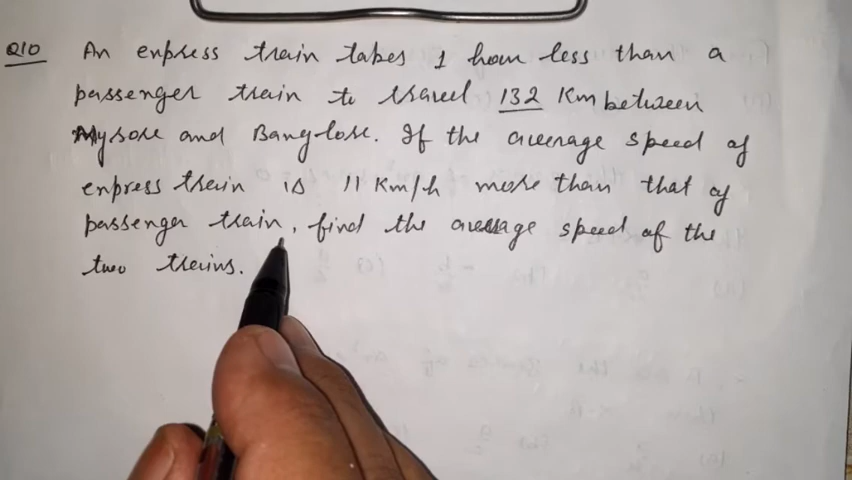 Q10 An express train takes 1 hour less than a
passenger train to travel 132 Km between
Mysore and Banglore. If the average speed of
express train is 11 Km/h more than that of
passenger train, find the average speed of the
two trains.